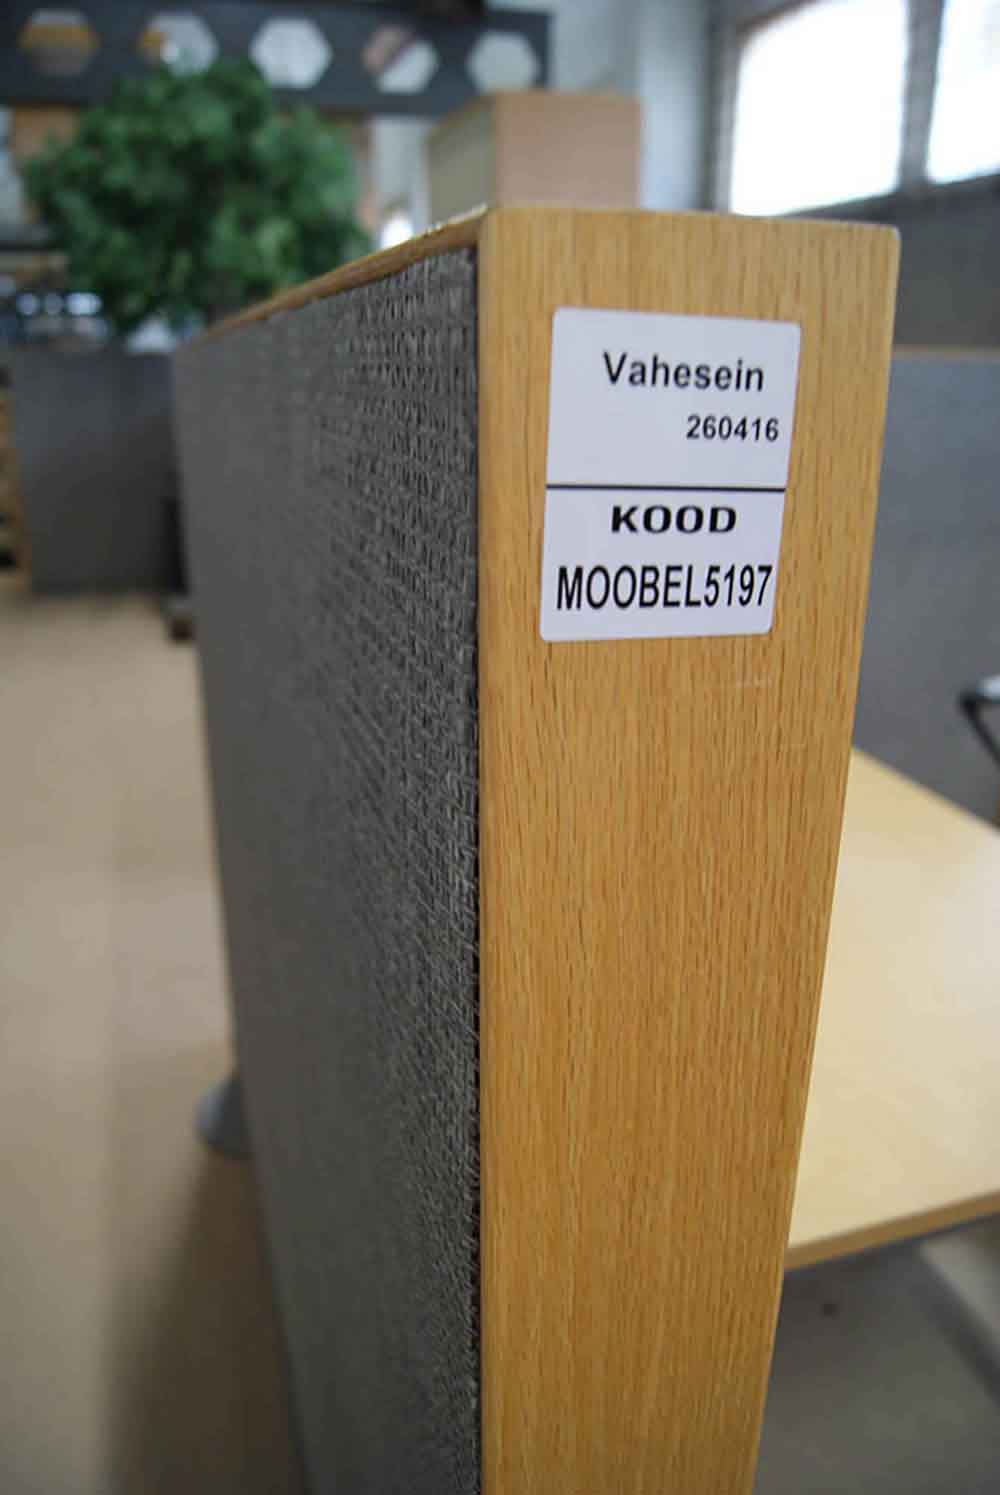 Vahesein
260416
KOOD
MOOBEL5197